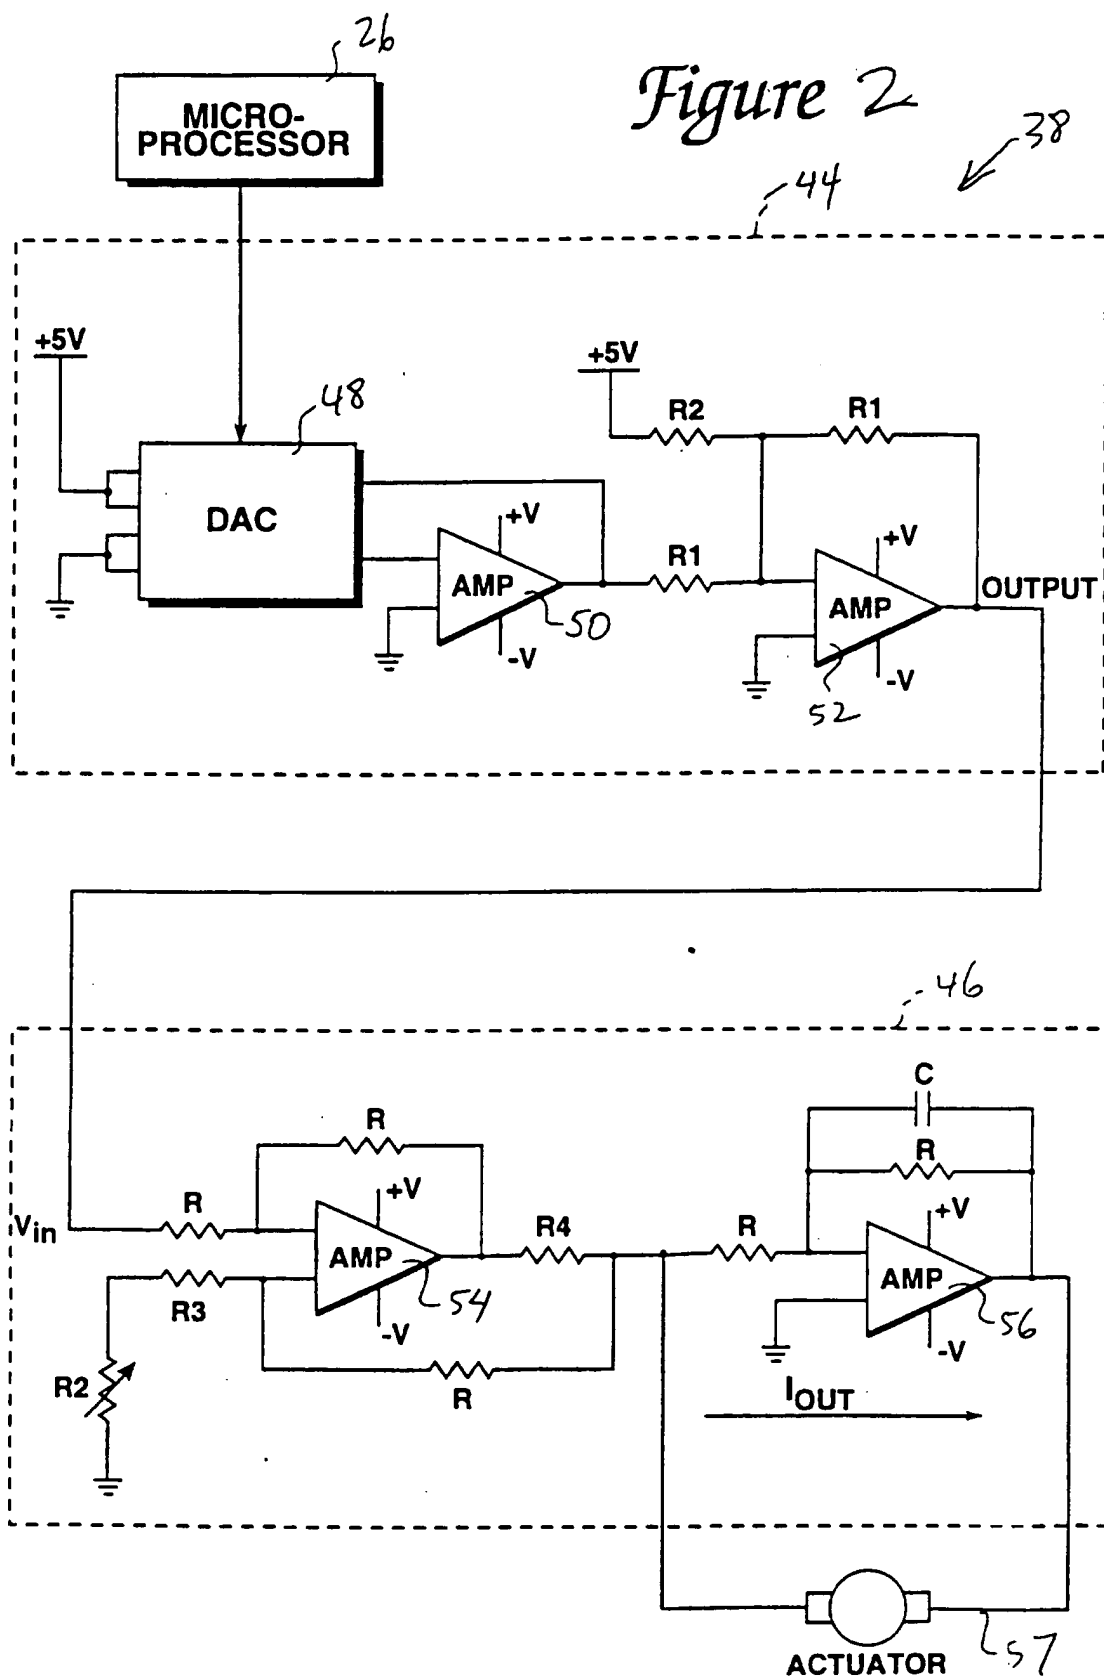 26
Figure 2
MICRO-
PROCESSOR
38
44
+5V
+5V
48
R2
R1
DAC
+V
+V
AMP
R1
AMP
OUTPUT
50
-V
-V
52
46
C
R
R
+V
+V
Vin
R
R4
R
AMP
AMP
R3
54
56
-V
-V
R2
R
IOUT
57
ACTUATOR